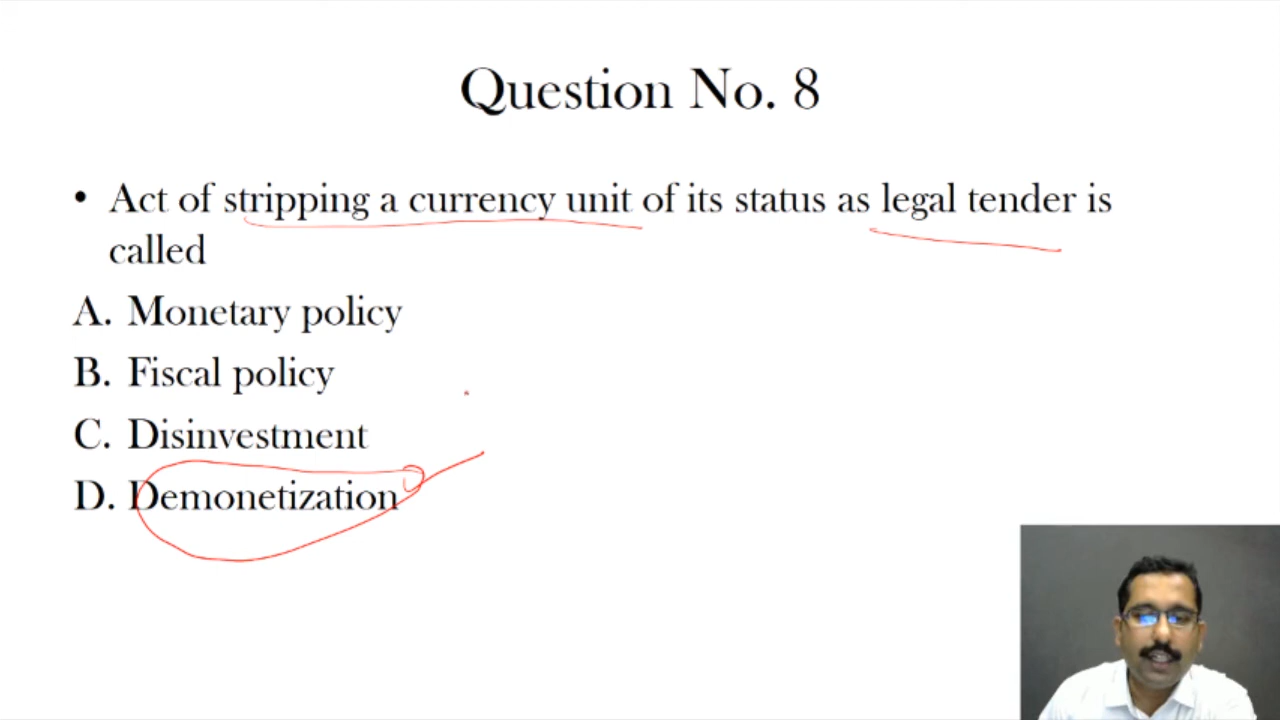 Question No. 8
• Act of stripping a currency unit of its status as legal tender is
called
A. Monetary policy
B. Fiscal policy
C. Disinvestment
D. Demonetization